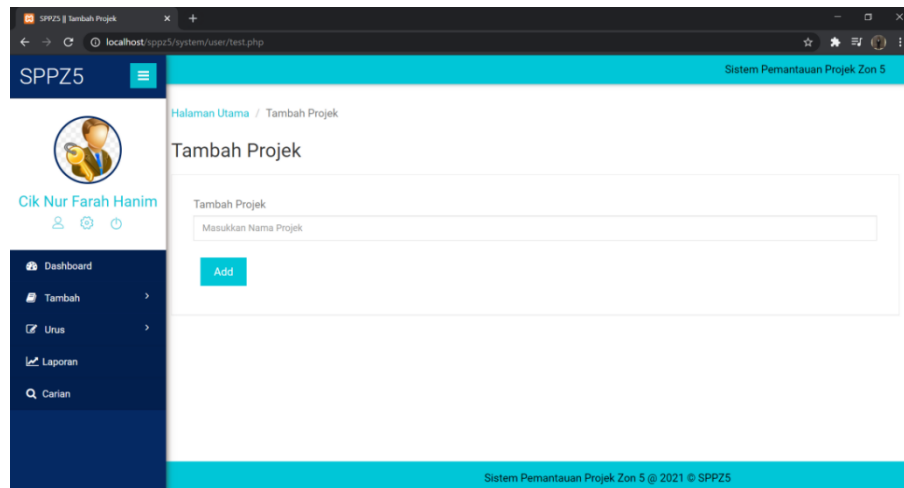 SPPZ5 || Tambah Projek
localhost/sppz5/system/user/test.php
SPPZ5
Sistem Pemantauan Projek Zon 5
Cik Nur Farah Hanim
Dashboard
Tambah
Urus
Laporan
Carian
Halaman Utama / Tambah Projek
Tambah Projek
Tambah Projek
Masukkan Nama Projek
Add
Sistem Pemantauan Projek Zon 5 @ 2021 © SPPZ5